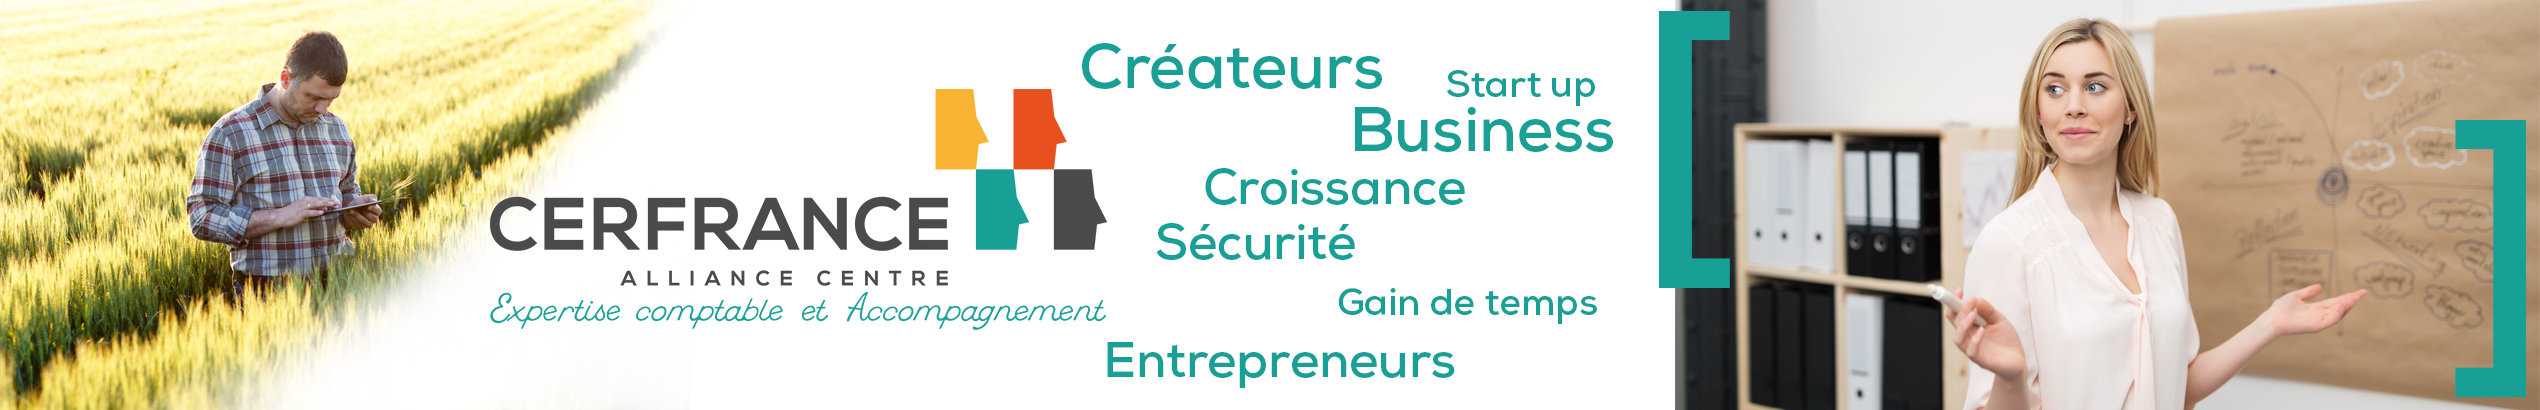 CERFRANCE
ALLIANCE CENTRE
Expertise comptable et Accompagnement
Créateurs
Start up
Business
Croissance
Sécurité
Gain de temps
Entrepreneurs